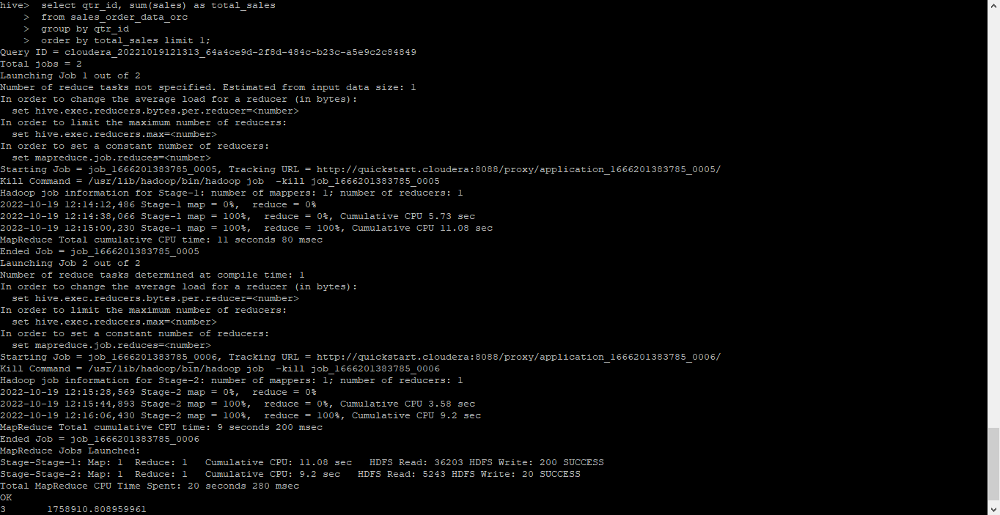 hive>  select qtr_id, sum(sales) as total_sales
    >  from sales_order_data_orc
    >  group by qtr_id
    >  order by total_sales limit 1;
Query ID = cloudera_20221019121313_64a4ce9d-2f8d-484c-b23c-a5e9c2c84849
Total jobs = 2
Launching Job 1 out of 2
Number of reduce tasks not specified. Estimated from input data size: 1
In order to change the average load for a reducer (in bytes):
  set hive.exec.reducers.bytes.per.reducer=<number>
In order to limit the maximum number of reducers:
  set hive.exec.reducers.max=<number>
In order to set a constant number of reducers:
  set mapreduce.job.reduces=<number>
Starting Job = job_1666201383785_0005, Tracking URL = http://quickstart.cloudera:8088/proxy/application_1666201383785_0005/
Kill Command = /usr/lib/hadoop/bin/hadoop job  -kill job_1666201383785_0005
Hadoop job information for Stage-1: number of mappers: 1; number of reducers: 1
2022-10-19 12:14:12,486 Stage-1 map = 0%,  reduce = 0%
2022-10-19 12:14:38,066 Stage-1 map = 100%,  reduce = 0%, Cumulative CPU 5.73 sec
2022-10-19 12:15:00,230 Stage-1 map = 100%,  reduce = 100%, Cumulative CPU 11.08 sec
MapReduce Total cumulative CPU time: 11 seconds 80 msec
Ended Job = job_1666201383785_0005
Launching Job 2 out of 2
Number of reduce tasks determined at compile time: 1
In order to change the average load for a reducer (in bytes):
  set hive.exec.reducers.bytes.per.reducer=<number>
In order to limit the maximum number of reducers:
  set hive.exec.reducers.max=<number>
In order to set a constant number of reducers:
  set mapreduce.job.reduces=<number>
Starting Job = job_1666201383785_0006, Tracking URL = http://quickstart.cloudera:8088/proxy/application_1666201383785_0006/
Kill Command = /usr/lib/hadoop/bin/hadoop job  -kill job_1666201383785_0006
Hadoop job information for Stage-2: number of mappers: 1; number of reducers: 1
2022-10-19 12:15:28,569 Stage-2 map = 0%,  reduce = 0%
2022-10-19 12:15:44,893 Stage-2 map = 100%,  reduce = 0%, Cumulative CPU 3.58 sec
2022-10-19 12:16:06,430 Stage-2 map = 100%,  reduce = 100%, Cumulative CPU 9.2 sec
MapReduce Total cumulative CPU time: 9 seconds 200 msec
Ended Job = job_1666201383785_0006
MapReduce Jobs Launched:
Stage-Stage-1: Map: 1  Reduce: 1   Cumulative CPU: 11.08 sec   HDFS Read: 36203 HDFS Write: 200 SUCCESS
Stage-Stage-2: Map: 1  Reduce: 1   Cumulative CPU: 9.2 sec   HDFS Read: 5243 HDFS Write: 20 SUCCESS
Total MapReduce CPU Time Spent: 20 seconds 280 msec
OK
3       1758910.808959961